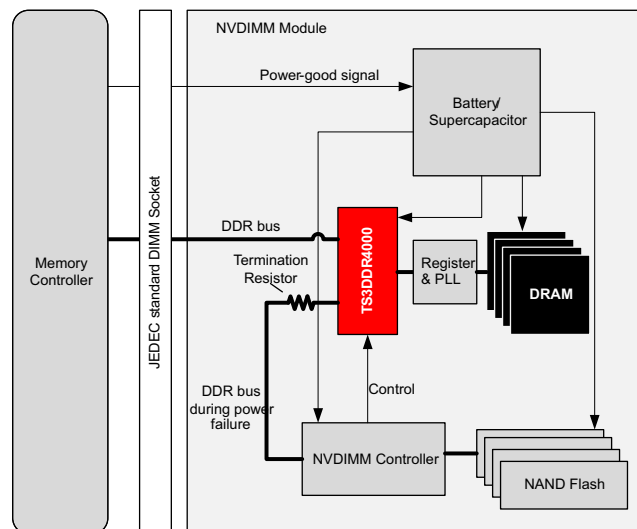 NVDIMM Module
Power-good signal
Battery/
Supercapacitor
DDR bus
Memory
Controller
JEDEC standard DIMM Socket
Termination
Resistor
TS3DDR4000
Register
& PLL
DRAM
DDR bus
during power
failure
Control
NVDIMM Controller
NAND Flash